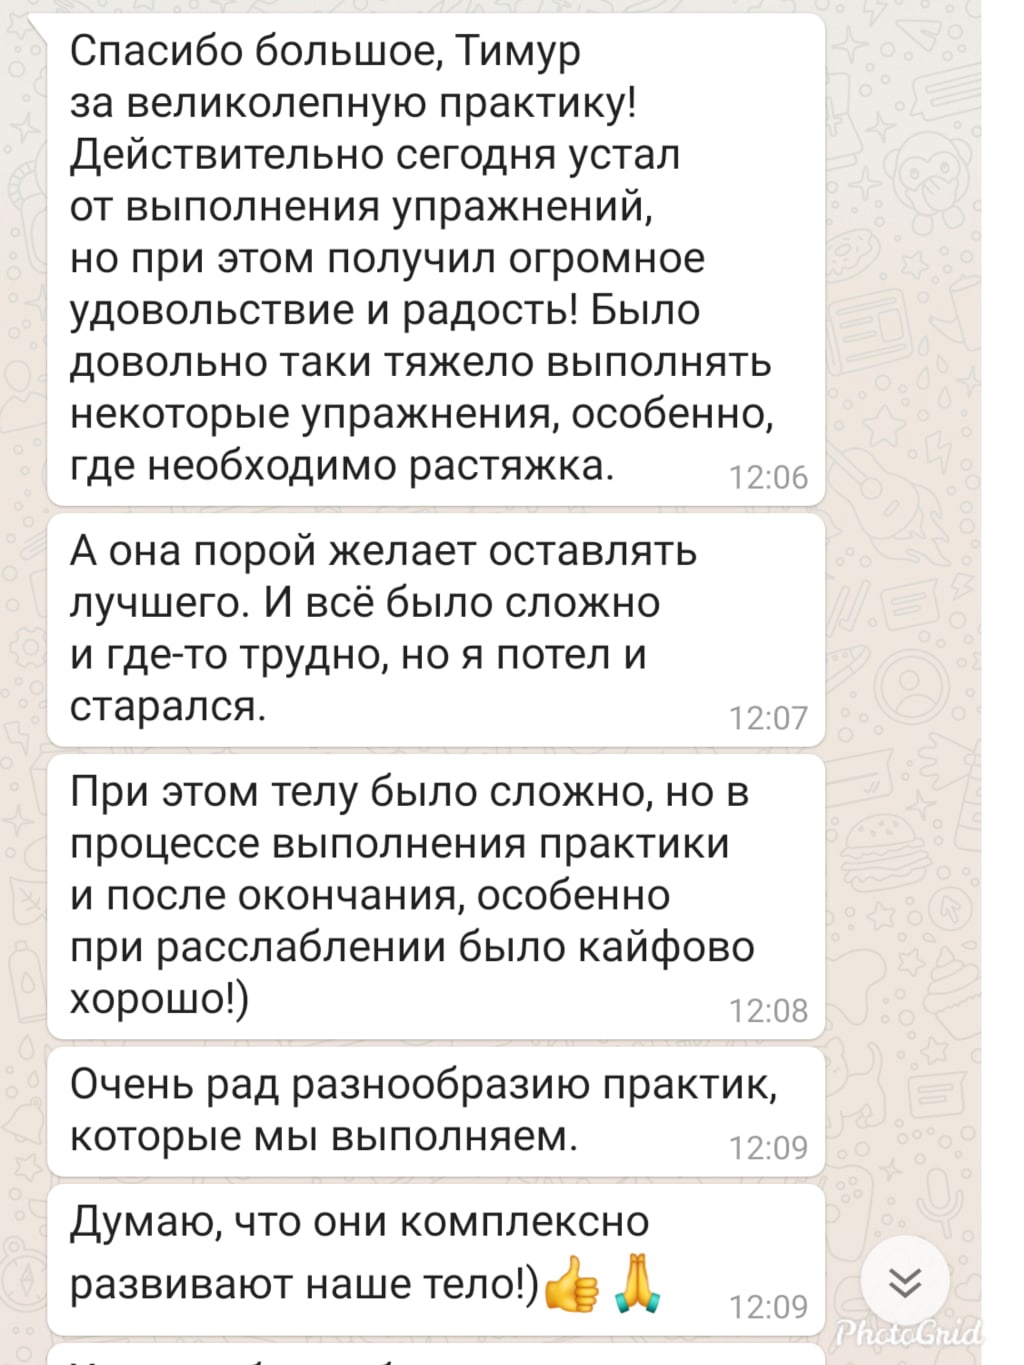 Спасибо большое, Тимур
за великолепную практику!
Действительно сегодня устал
от выполнения упражнений,
но при этом получил огромное
удовольствие и радость! Было
довольно таки тяжело выполнять
некоторые упражнения, особенно,
где необходимо растяжка.
12:06
А она порой желает оставлять
лучшего. И всё было сложно
и где-то трудно, но я потел и
старался.
12:07
При этом телу было сложно, но в
процессе выполнения практики
и после окончания, особенно
при расслаблении было кайфово
хорошо!)
12:08
Очень рад разнообразию практик,
которые мы выполняем.
12:09
Думаю, что они комплексно
развивают наше тело!)👍🙏
12:09
PhotoGrid